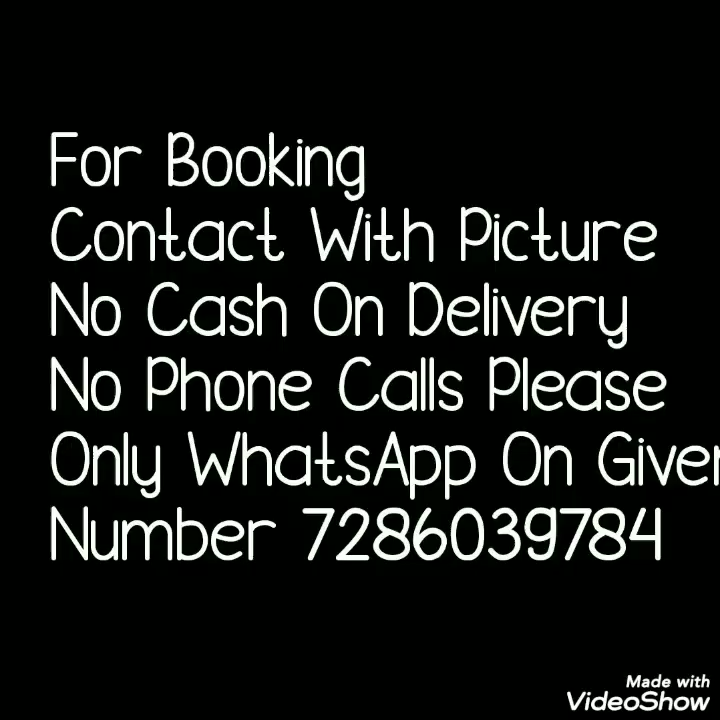 For Booking
Contact With Picture
No Cash On Delivery
No Phone Calls Please
Only WhatsApp On Give
Number 7286039784
Made with
VideoShow